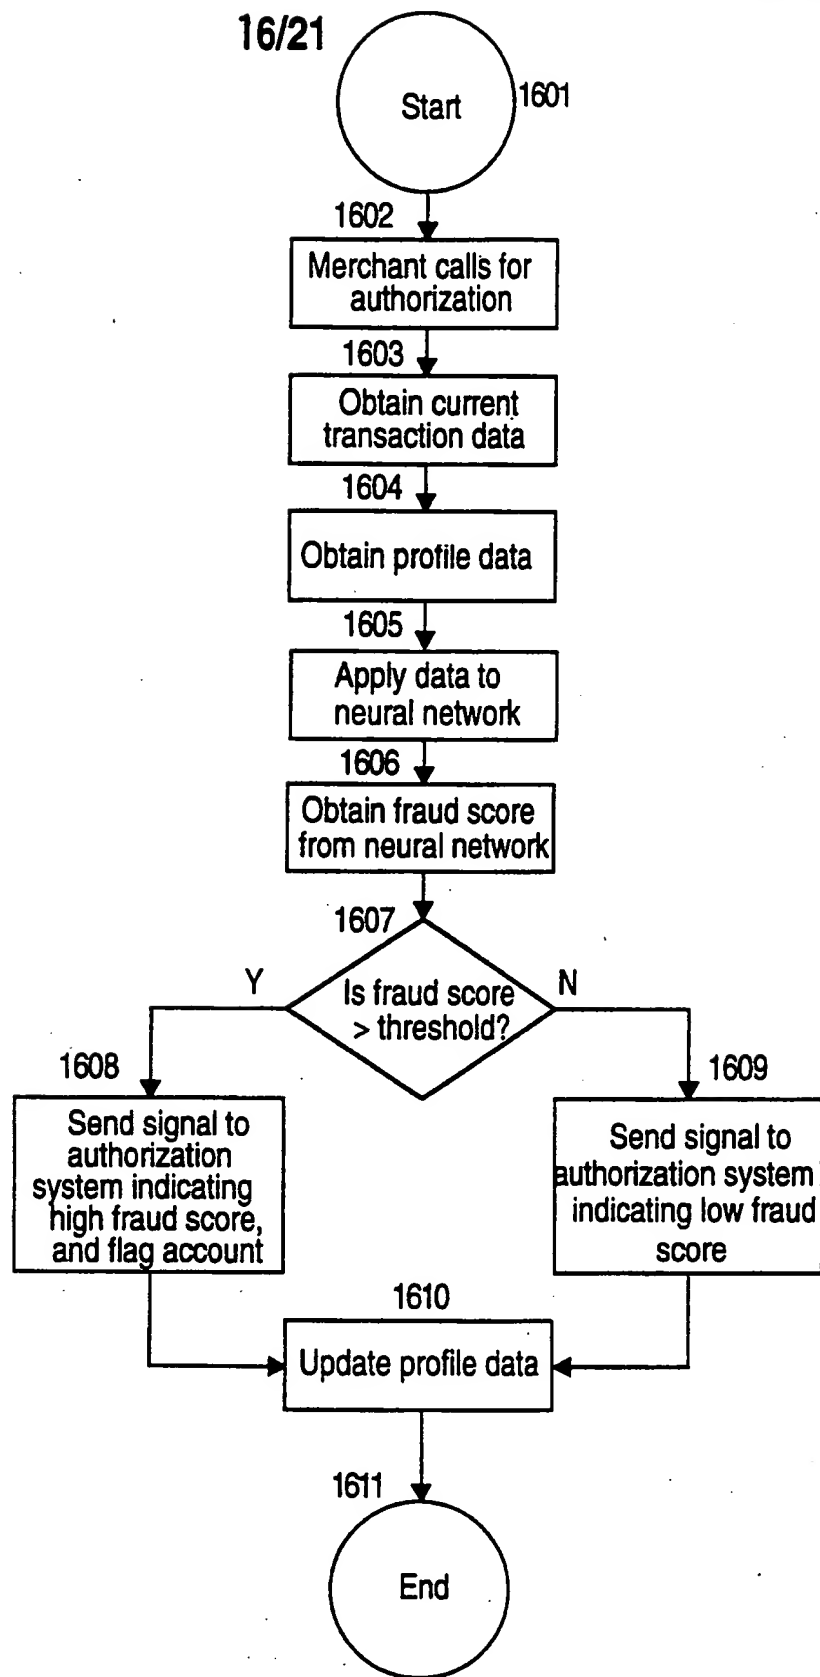 16/21
Start
1601
1602
Merchant calls for
authorization
1603
Obtain current
transaction data
1604
Obtain profile data
1605
Apply data to
neural network
1606
Obtain fraud score
from neural network
1607
Y
Is fraud score
> threshold?
N
1608
Send signal to
authorization
system indicating
high fraud score,
and flag account
1609
Send signal to
authorization system
indicating low fraud
score
1610
Update profile data
1611
End